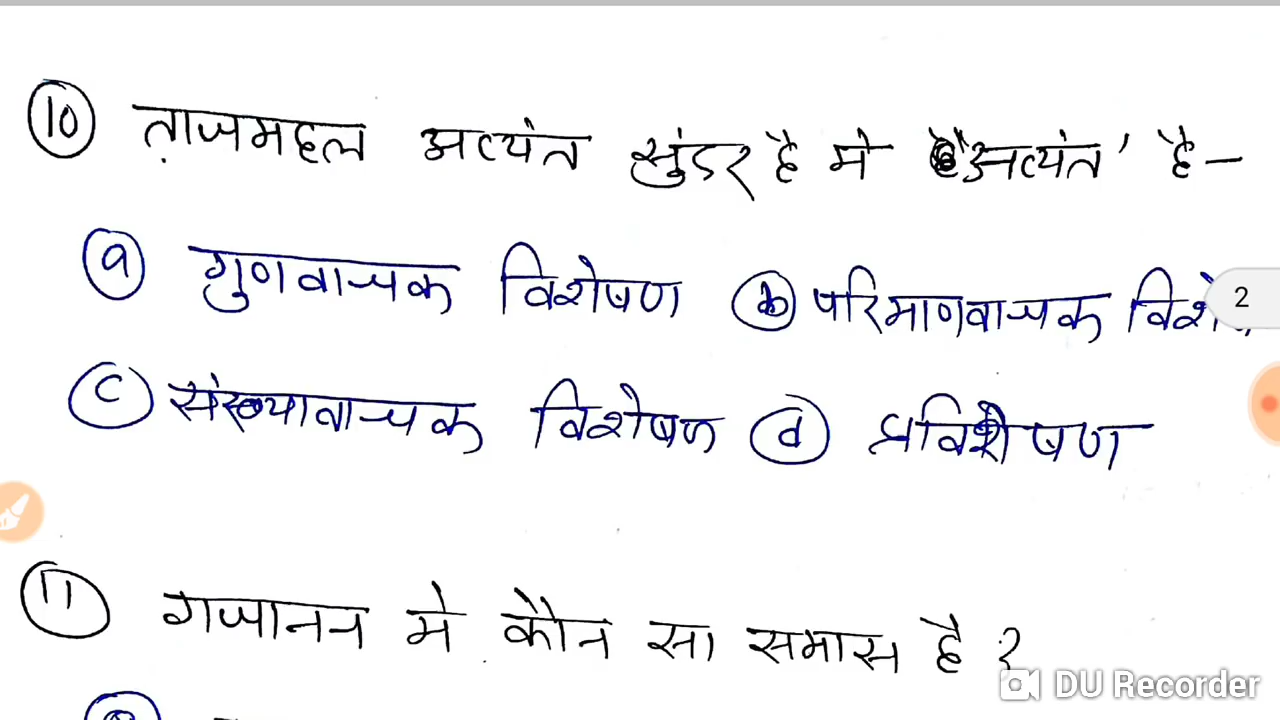 10 ताजमहल अत्यंत सुंदर है मे 'अत्यंत' है-
a गुणवाचक विशेषण b परिमाणवाचक विशे
2
c संख्यावाचक विशेषण d प्रविशेषण
11 गजानन मे कौन सा समास है ?
DU Recorder